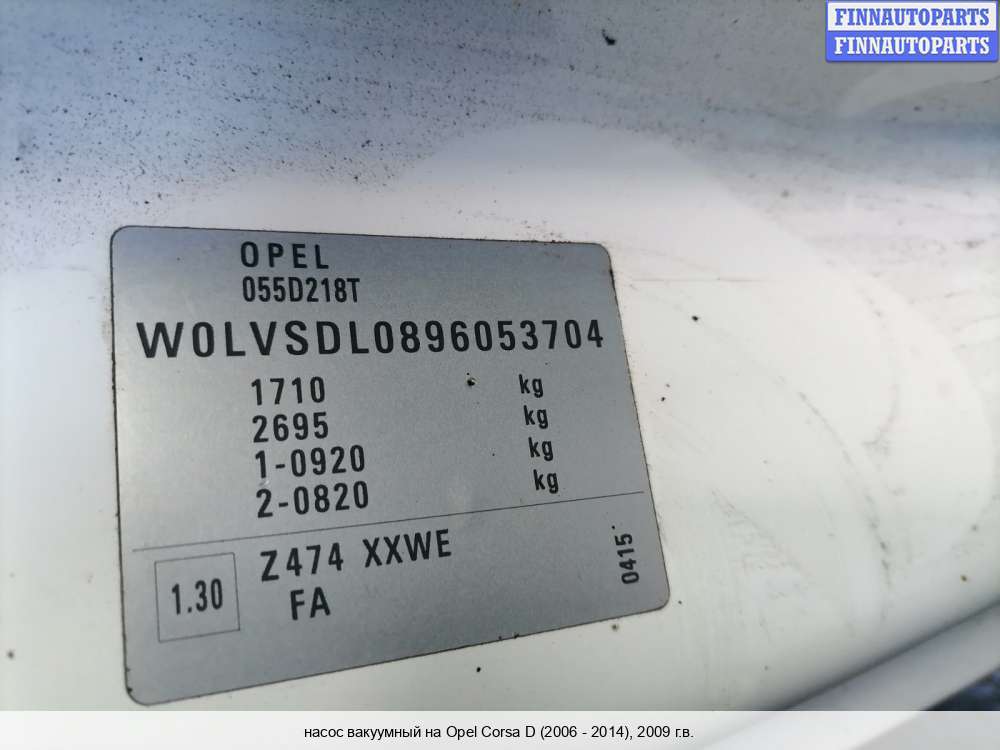 FINNAUTOPARTS
FINNAUTOPARTS
OPEL
055D218T
W0LVSDL0896053704
1710 kg
2695 kg
1-0920 kg
2-0820 kg
1.30 Z474 XXWE
FA
0415
насос вакуумный на Opel Corsa D (2006 - 2014), 2009 г.в.